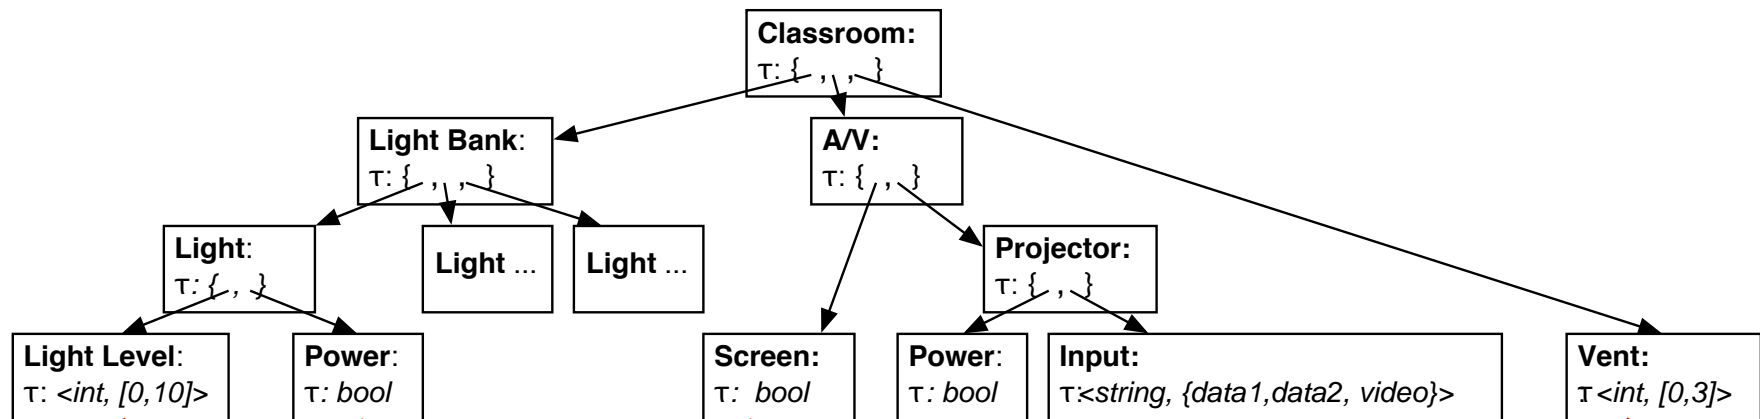 Classroom:
τ: { , , }
Light Bank:
τ: { , , }
A/V:
τ: { , }
Light:
τ: { , }
Light ...
Light ...
Projector:
τ: { , }
Light Level:
τ: <int, [0,10]>
Power:
τ: bool
Screen:
τ: bool
Power:
τ: bool
Input:
τ:<string, {data1,data2, video}>
Vent:
τ <int, [0,3]>